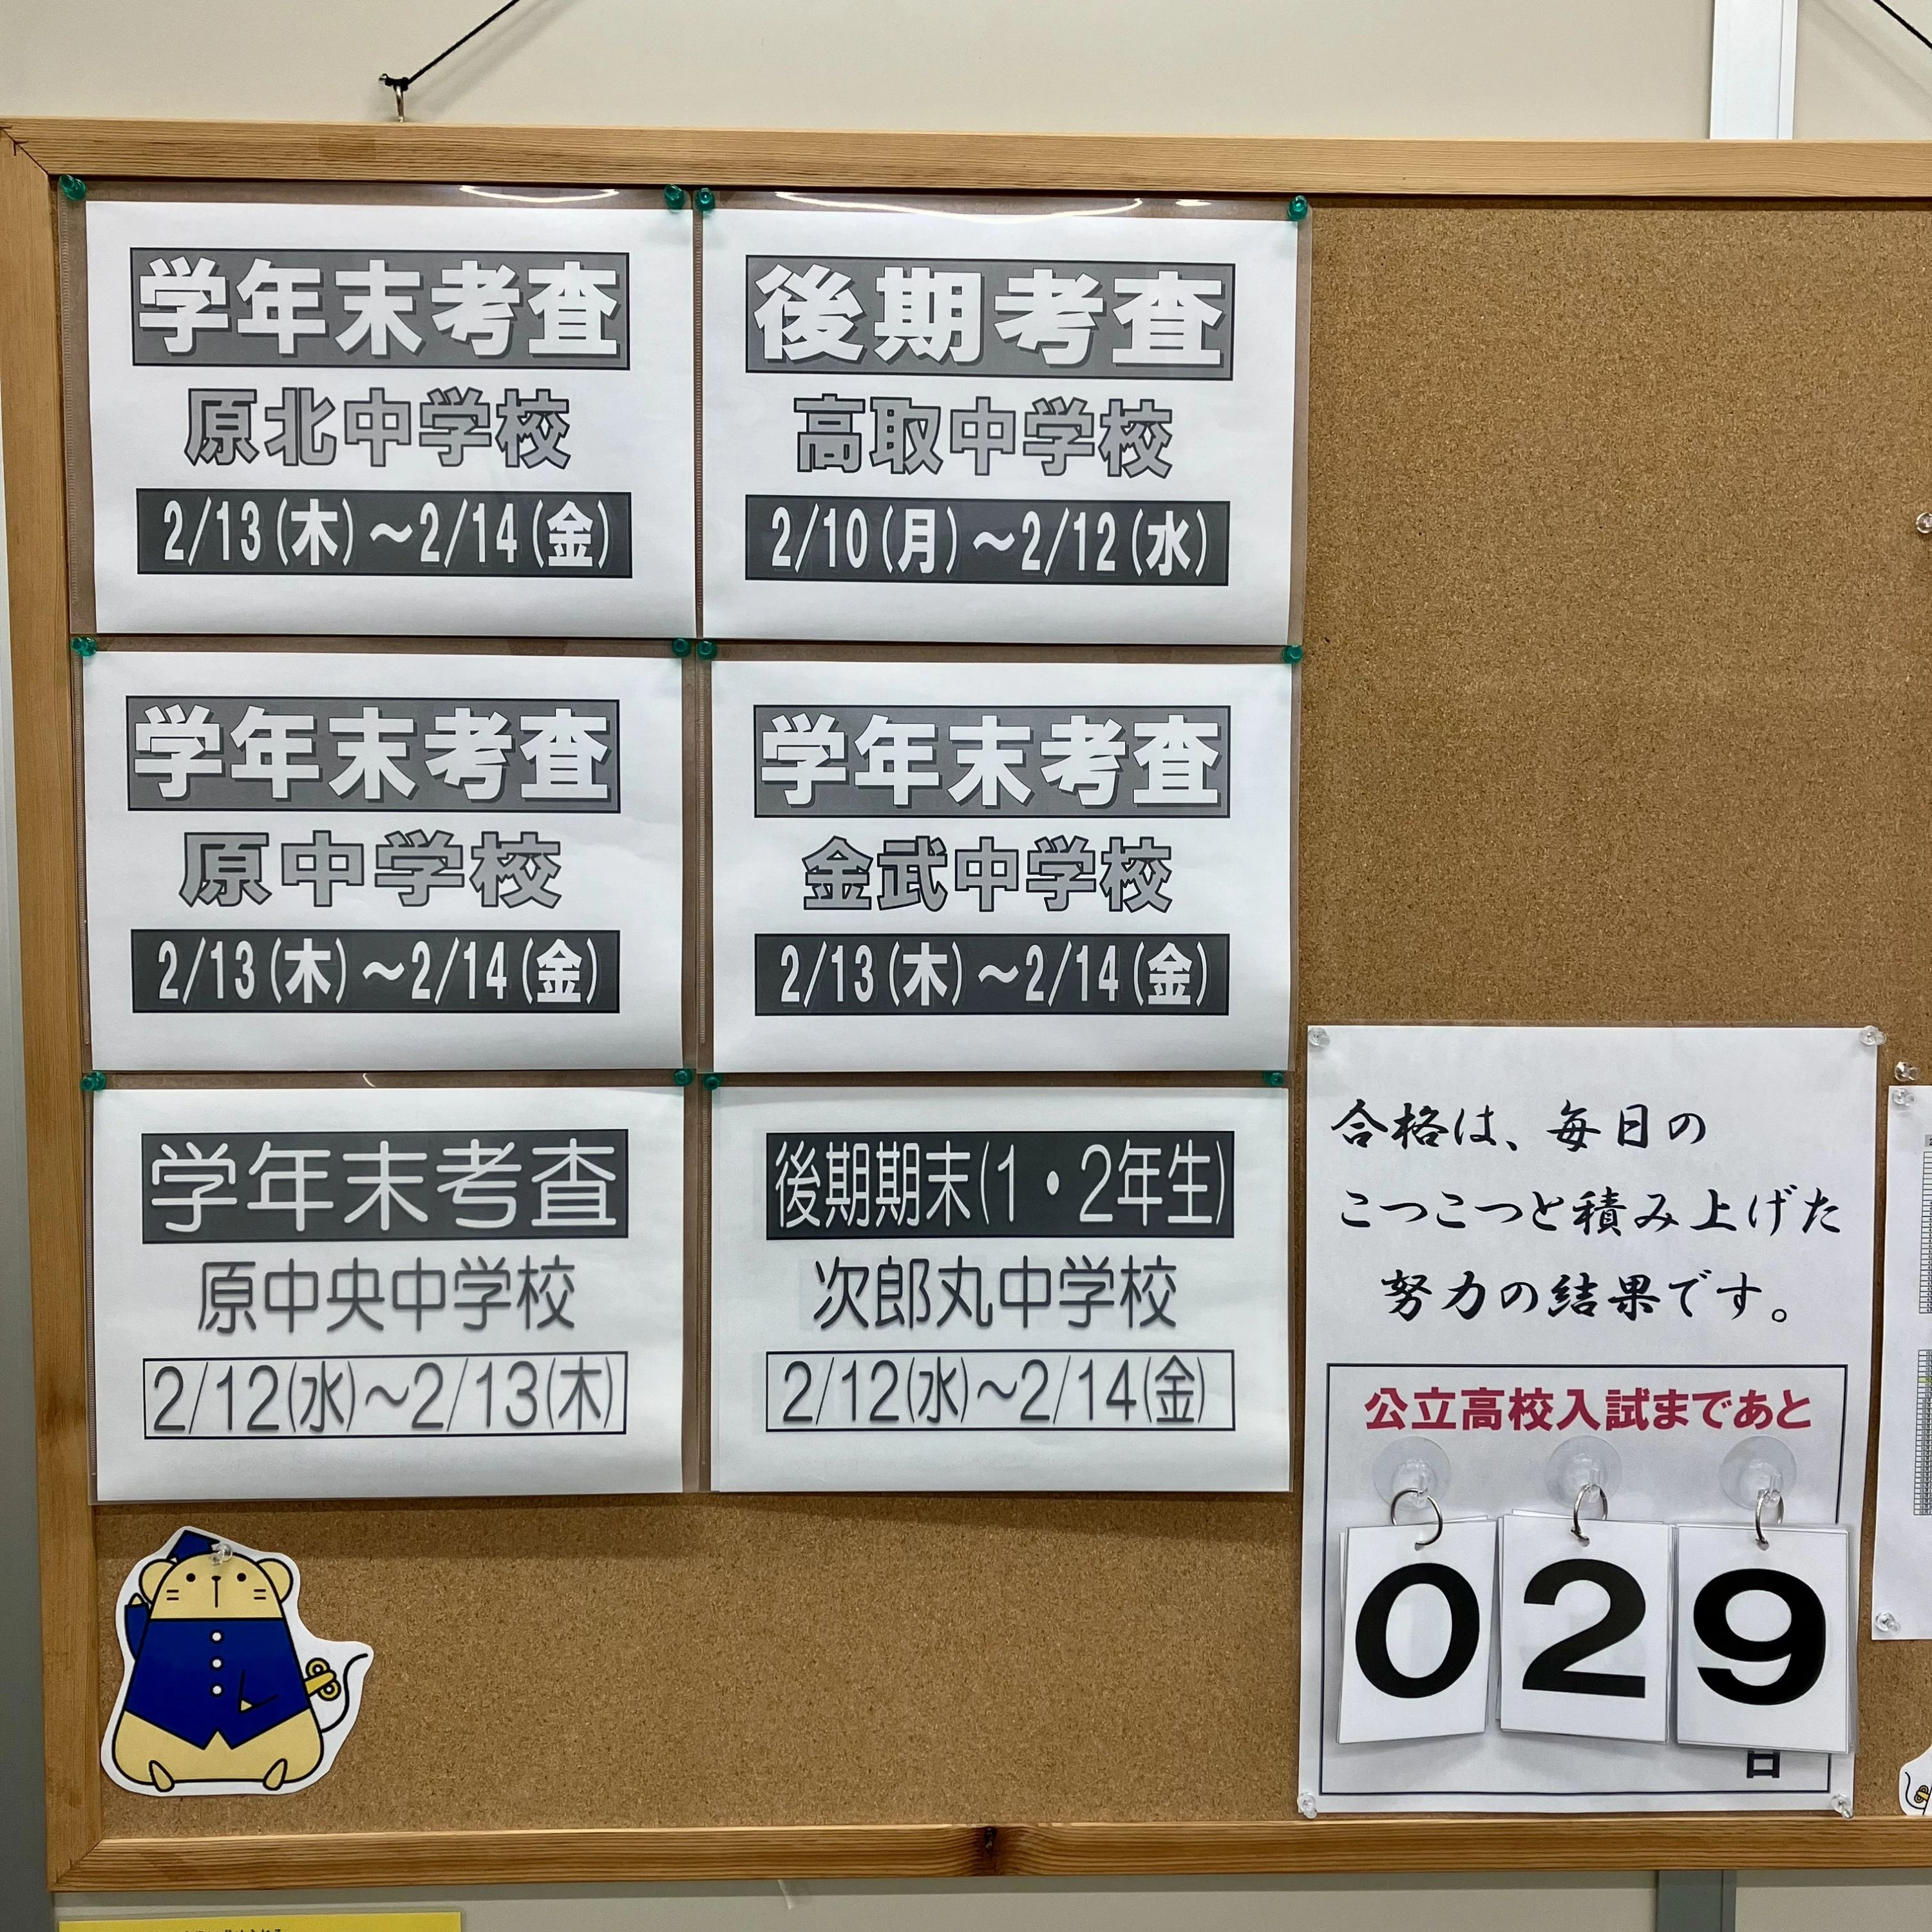 学年末考査
原北中学校
2/13(木)～2/14(金)
後期考査
高取中学校
2/10(月)～2/12(水)
学年末考査
原中学校
2/13(木)～2/14(金)
学年末考査
金武中学校
2/13(木)～2/14(金)
学年末考査
原中央中学校
2/12(水)～2/13(木)
後期期末(1・2年生)
次郎丸中学校
2/12(水)～2/14(金)
合格は、毎日の
こつこつと積み上げた
努力の結果です。
公立高校入試まであと
029
日